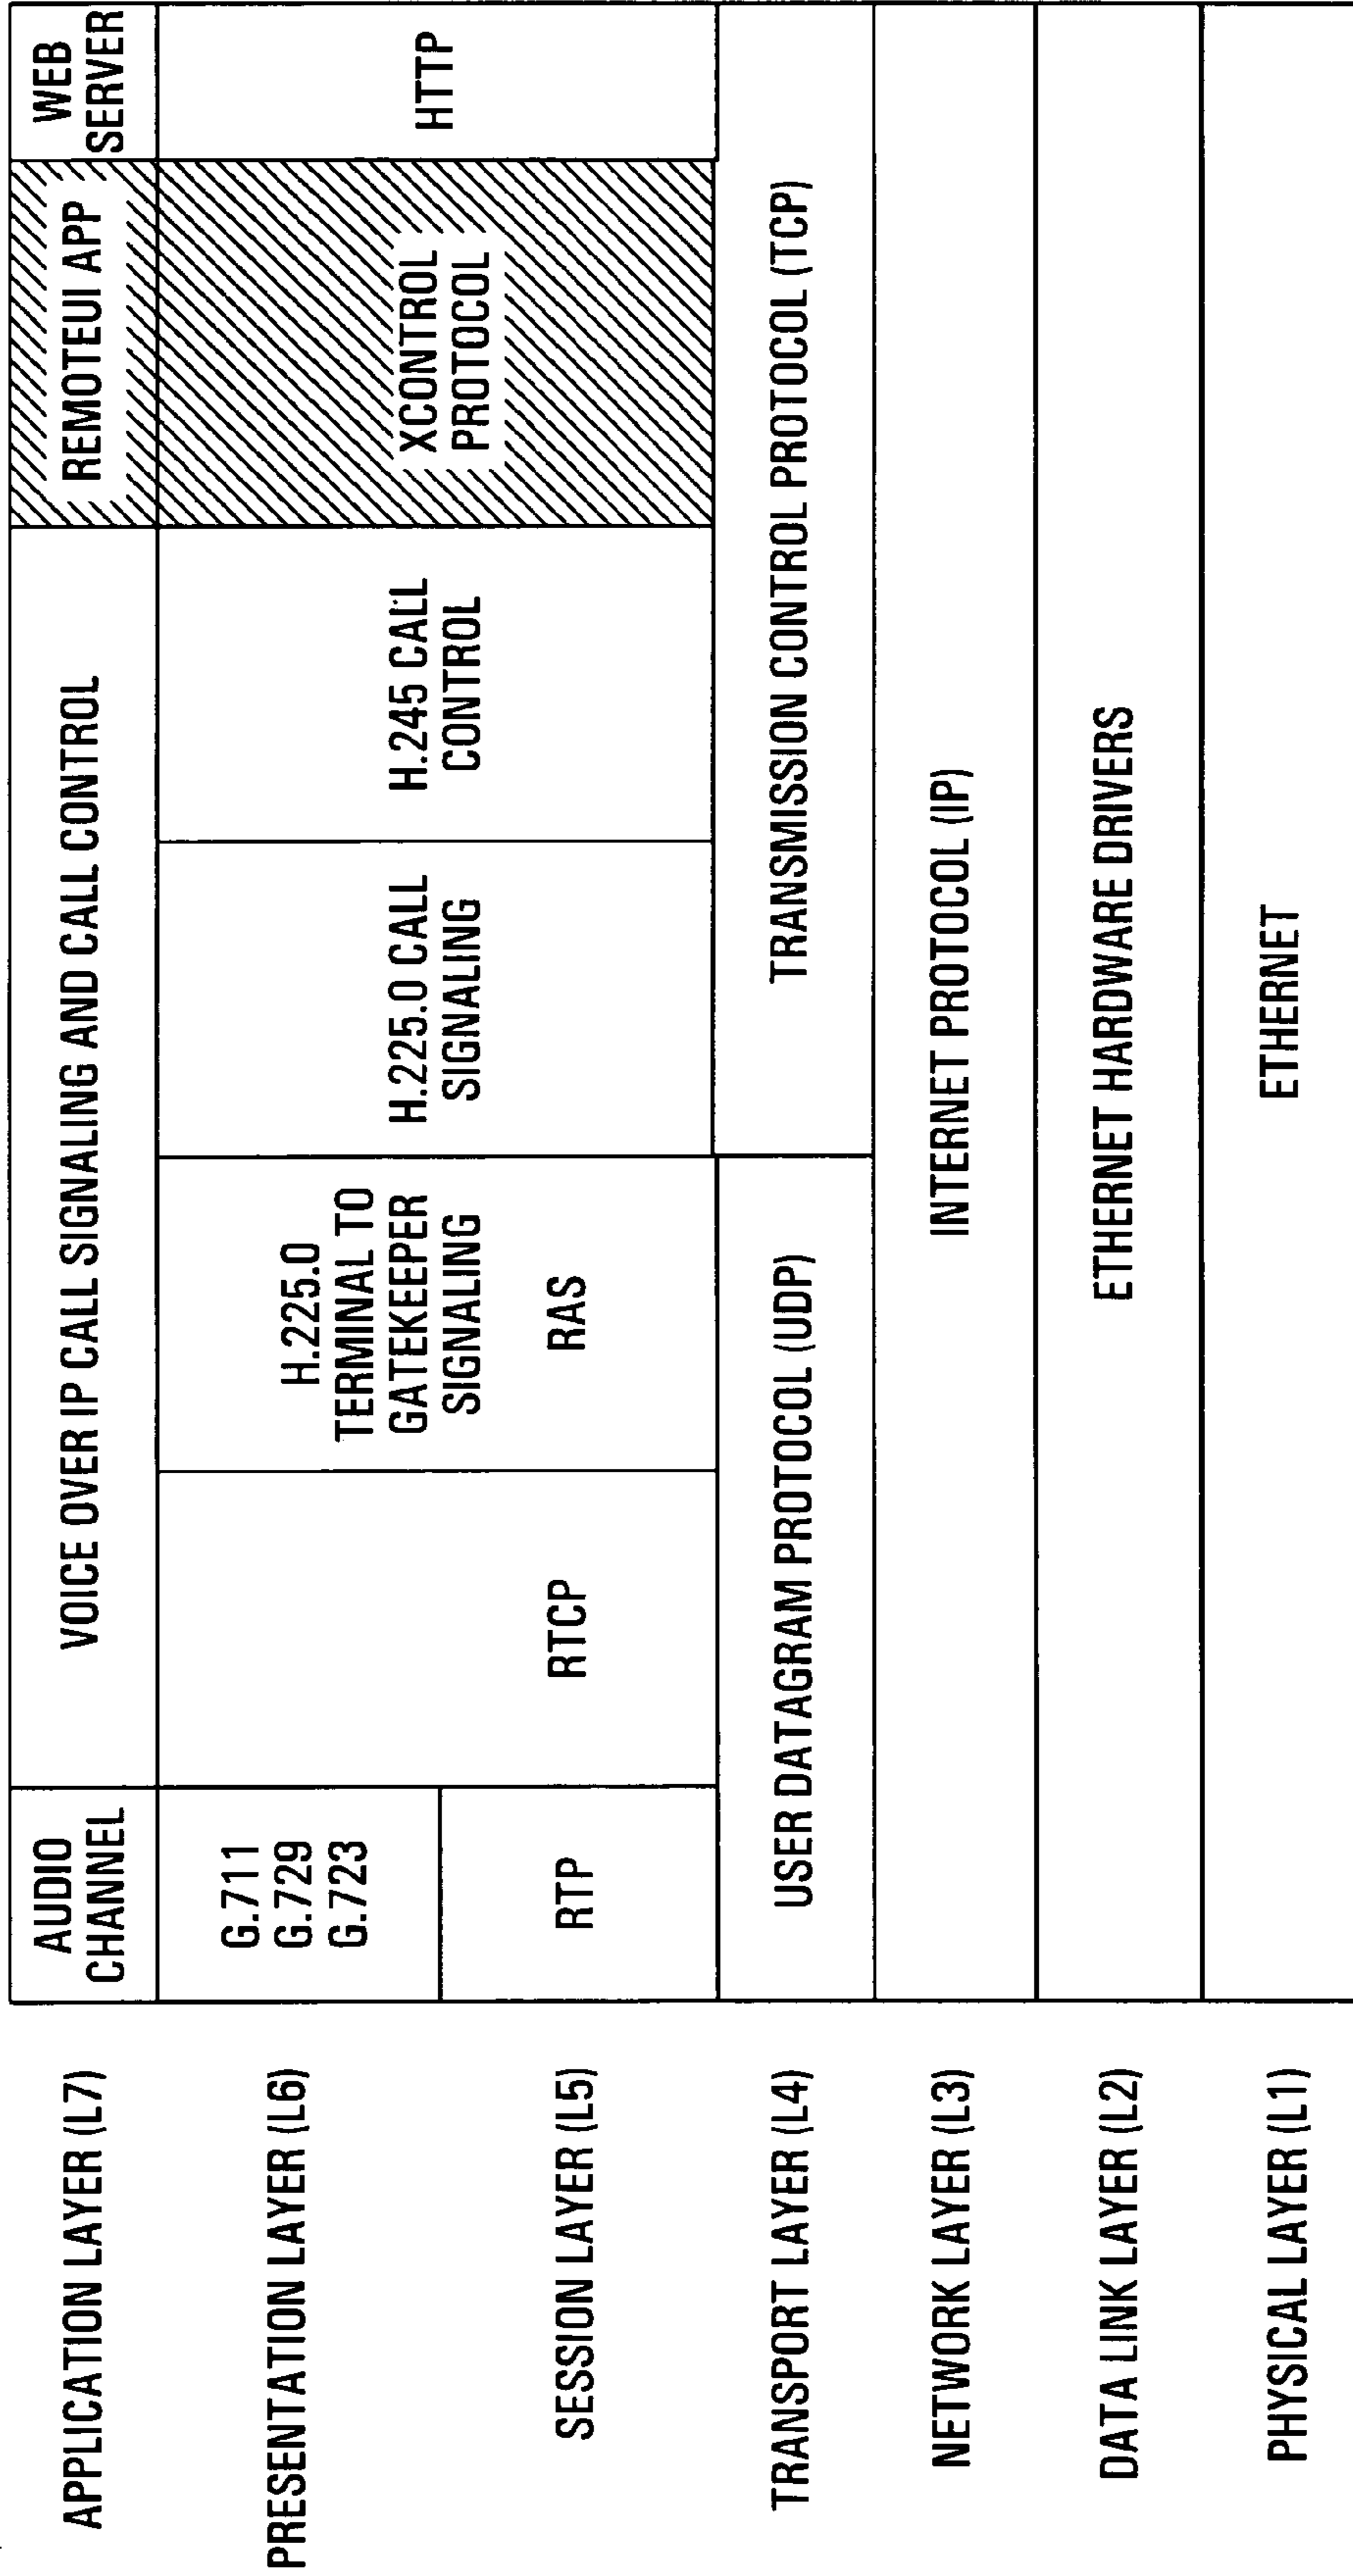 APPLICATION LAYER (L7)
AUDIO
CHANNEL
VOICE OVER IP CALL SIGNALING AND CALL CONTROL
REMOTEUI APP
WEB
SERVER
PRESENTATION LAYER (L6)
G.711
G.729
G.723
H.225.0
TERMINAL TO
GATEKEEPER
SIGNALING
H.225.0 CALL
SIGNALING
H.245 CALL
CONTROL
XCONTROL
PROTOCOL
HTTP
SESSION LAYER (L5)
RTP
RTCP
RAS
TRANSPORT LAYER (L4)
USER DATAGRAM PROTOCOL (UDP)
TRANSMISSION CONTROL PROTOCOL (TCP)
NETWORK LAYER (L3)
INTERNET PROTOCOL (IP)
DATA LINK LAYER (L2)
ETHERNET HARDWARE DRIVERS
PHYSICAL LAYER (L1)
ETHERNET